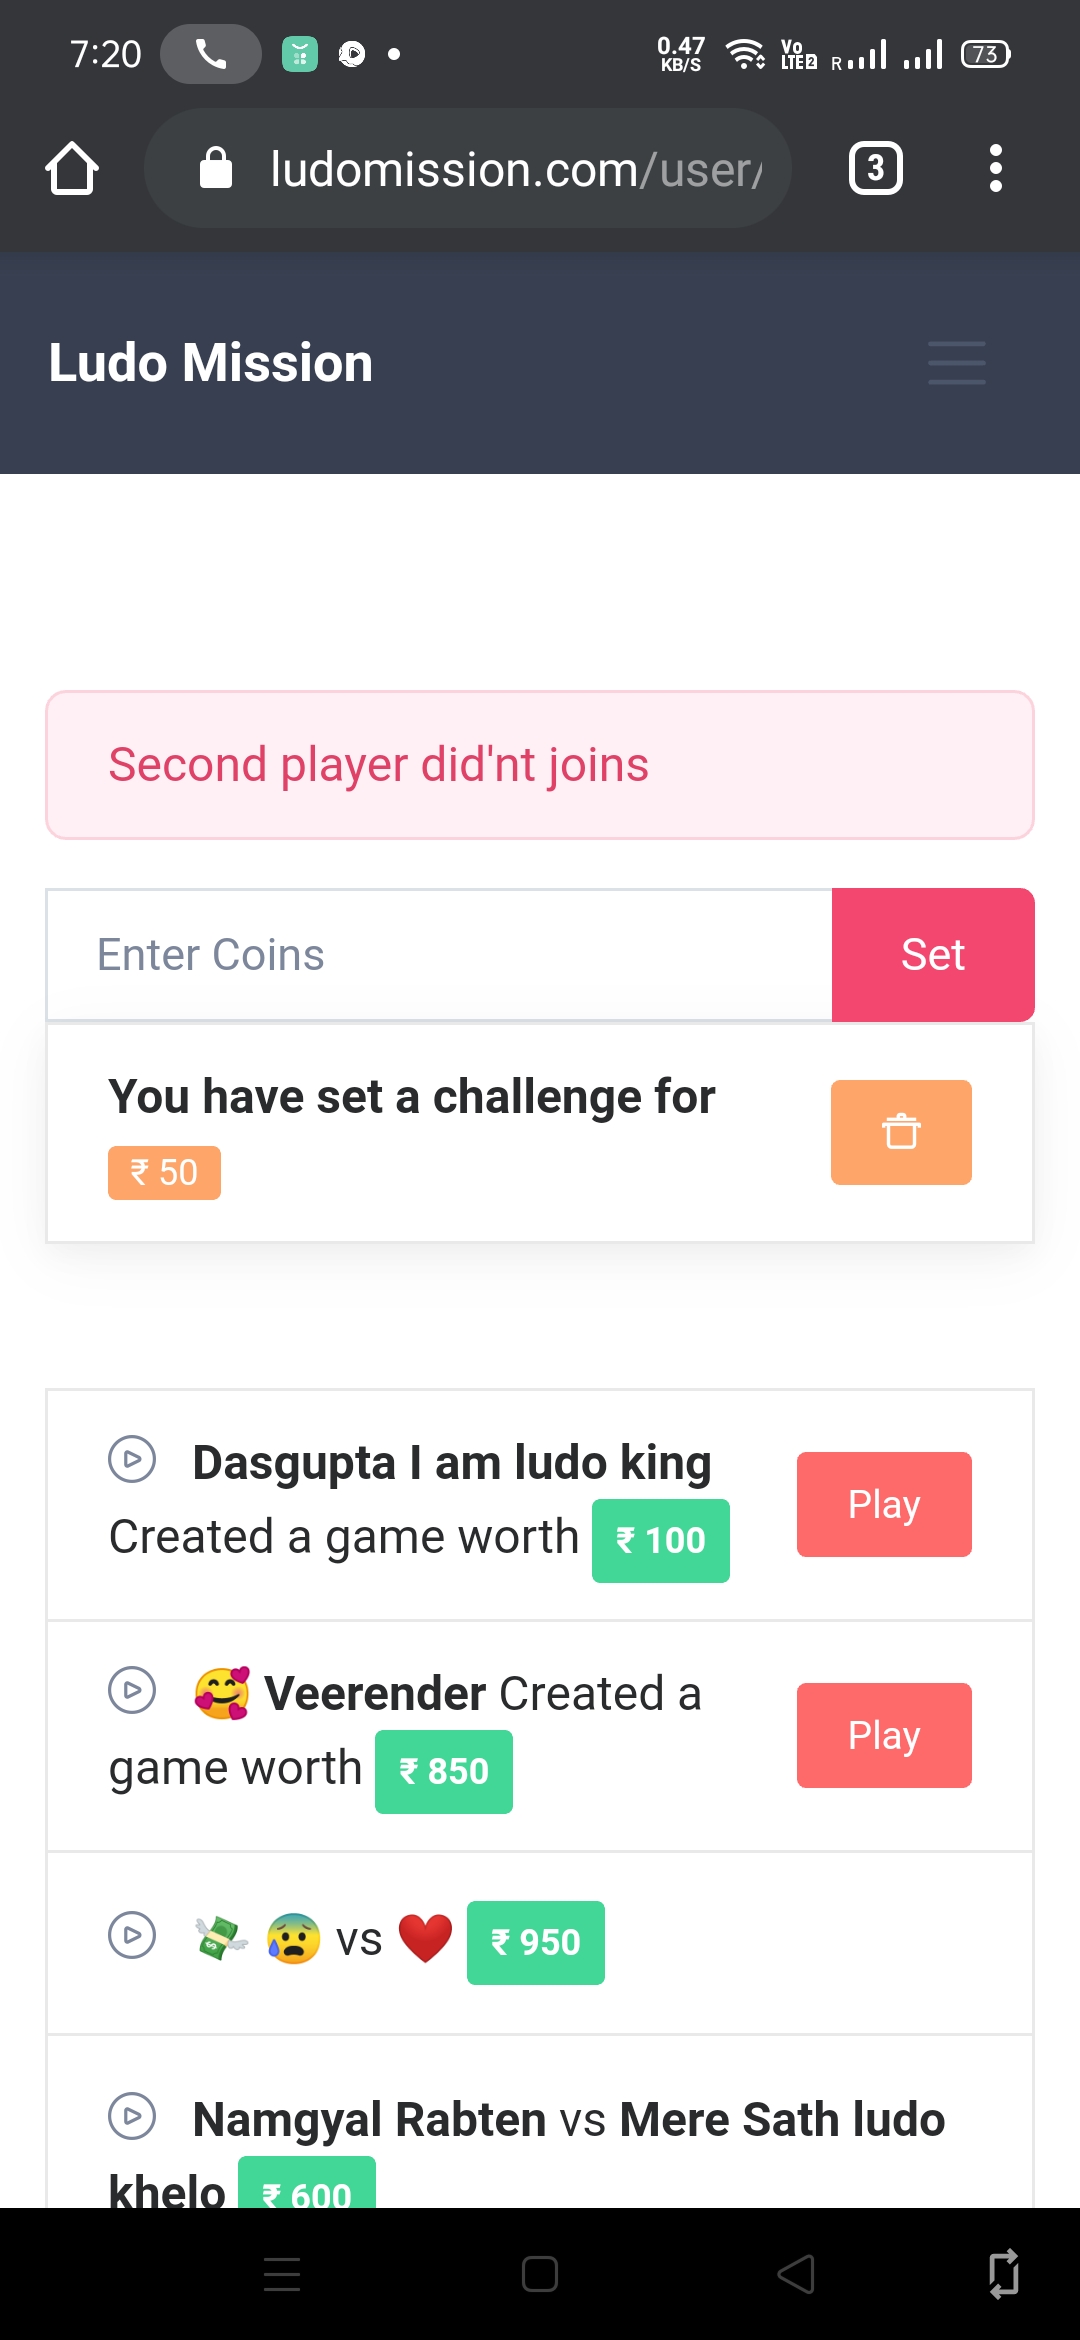 7:20
0.47
KB/S
Vo
LTE 2
R
73
ludomission.com/user/
3
Ludo Mission
Second player did'nt joins
Enter Coins
Set
You have set a challenge for
₹ 50
Dasgupta I am ludo king
Created a game worth ₹ 100
Play
🥰 Veerender Created a
game worth ₹ 850
Play
💸 😰 vs ❤️ ₹ 950
Namgyal Rabten vs Mere Sath ludo
khelo ₹ 600